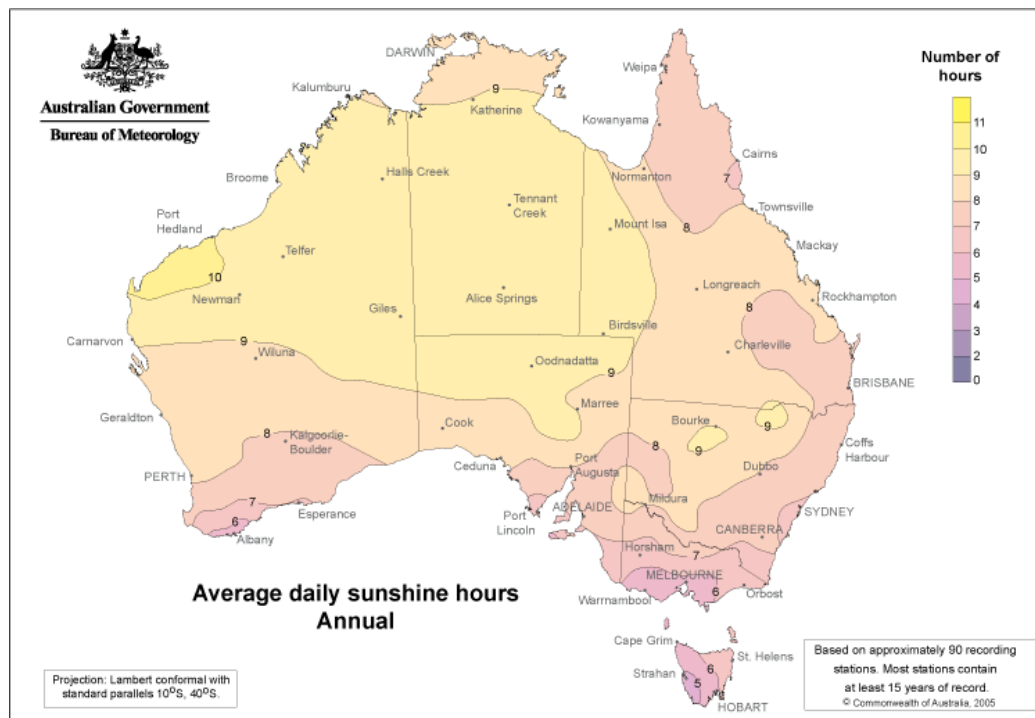 Australian Government
Bureau of Meteorology
DARWIN
Weipa
Number of
hours
Kalumburu
9
Katherine
Kowanyama
11
10
9
8
7
6
5
4
3
2
0
Cairns
7
Broome
Halls Creek
Normanton
Tennant
Creek
Townsville
Port
Hedland
Mount Isa
8
Mackay
Telfer
10
Newman
Alice Springs
Longreach
Rockhampton
8
Giles
Birdsville
Carnarvon
9
Wiluna
Oodnadatta
9
Charleville
BRISBANE
Marree
Geraldton
Cook
Bourke
9
9
8
Kalgoorlie-
Boulder
8
Coffs
Harbour
Ceduna
Port
Augusta
Dubbo
PERTH
Mildura
7
Esperance
Port
Lincoln
ADELAIDE
SYDNEY
CANBERRA
6
Albany
Horsham
7
MELBOURNE
Warrnambool
6
Orbost
Average daily sunshine hours
Annual
Cape Grim
St. Helens
6
Strahan
5
HOBART
Projection: Lambert conformal with
standard parallels 10⁰S, 40⁰S.
Based on approximately 90 recording
stations. Most stations contain
at least 15 years of record.
© Commonwealth of Australia, 2005